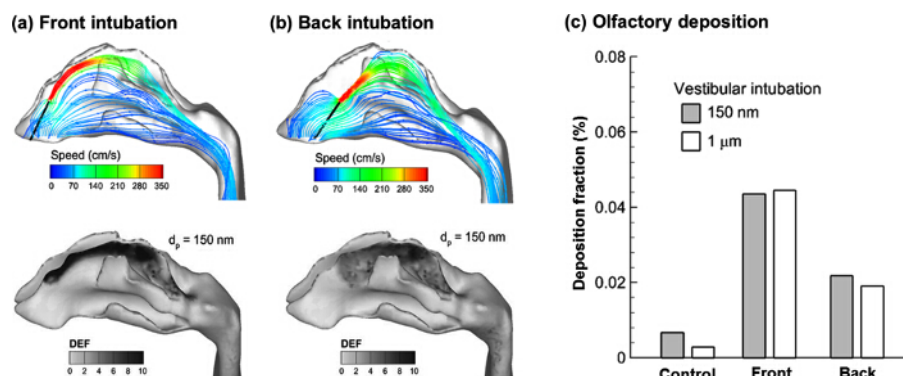 (a) Front intubation
(b) Back intubation
(c) Olfactory deposition
Speed (cm/s)
0 70 140 210 280 350
Speed (cm/s)
0 70 140 210 280 350
d_p = 150 nm
d_p = 150 nm
DEF
0 2 4 6 8 10
DEF
0 2 4 6 8 10
Deposition fraction (%)
0.08
0.06
0.04
0.02
0
Vestibular intubation
150 nm
1 μm
Control Front Back